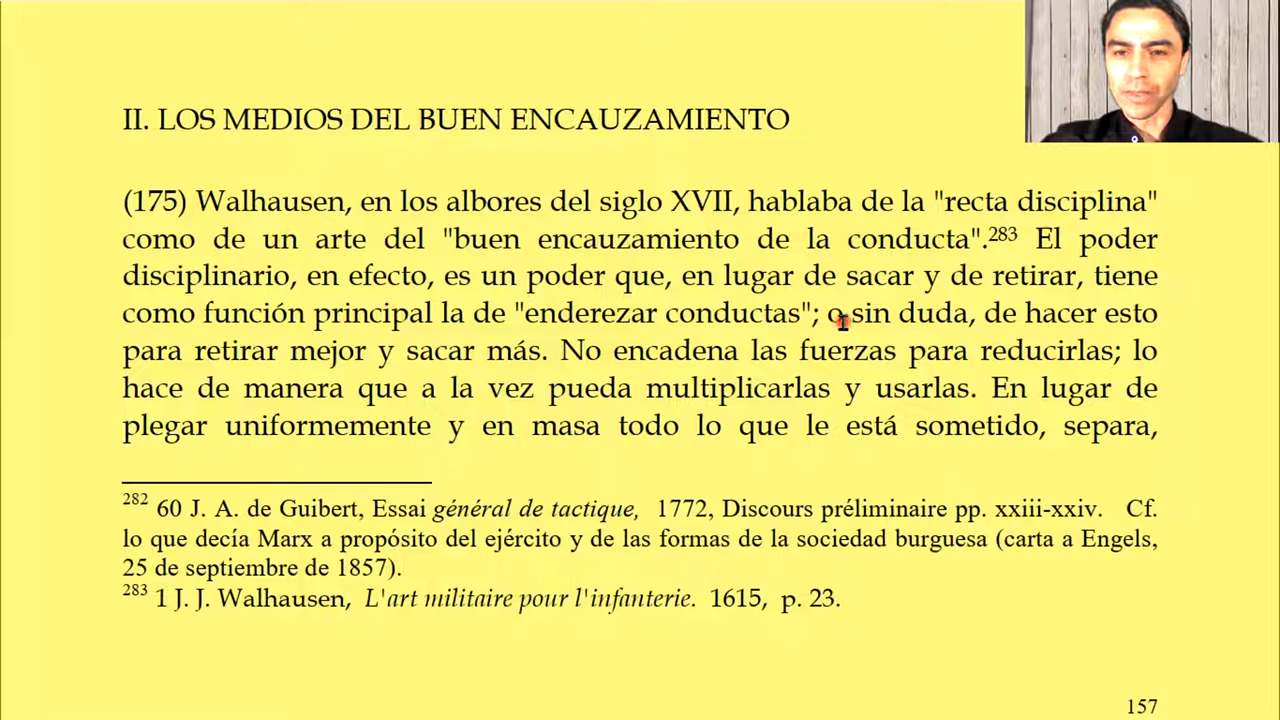 II. LOS MEDIOS DEL BUEN ENCAUZAMIENTO
(175) Walhausen, en los albores del siglo XVII, hablaba de la "recta disciplina"
como de un arte del "buen encauzamiento de la conducta".283 El poder
disciplinario, en efecto, es un poder que, en lugar de sacar y de retirar, tiene
como función principal la de "enderezar conductas"; o sin duda, de hacer esto
para retirar mejor y sacar más. No encadena las fuerzas para reducirlas; lo
hace de manera que a la vez pueda multiplicarlas y usarlas. En lugar de
plegar uniformemente y en masa todo lo que le está sometido, separa,
282 60 J. A. de Guibert, Essai général de tactique, 1772, Discours préliminaire pp. xxiii-xxiv. Cf.
lo que decía Marx a propósito del ejército y de las formas de la sociedad burguesa (carta a Engels,
25 de septiembre de 1857).
283 1 J. J. Walhausen, L'art militaire pour l'infanterie. 1615, p. 23.
157